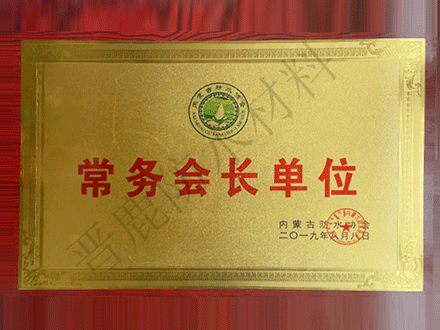 常务会长单位
内蒙古防水协会
二〇一九年八月八日
晋鹿防水材料